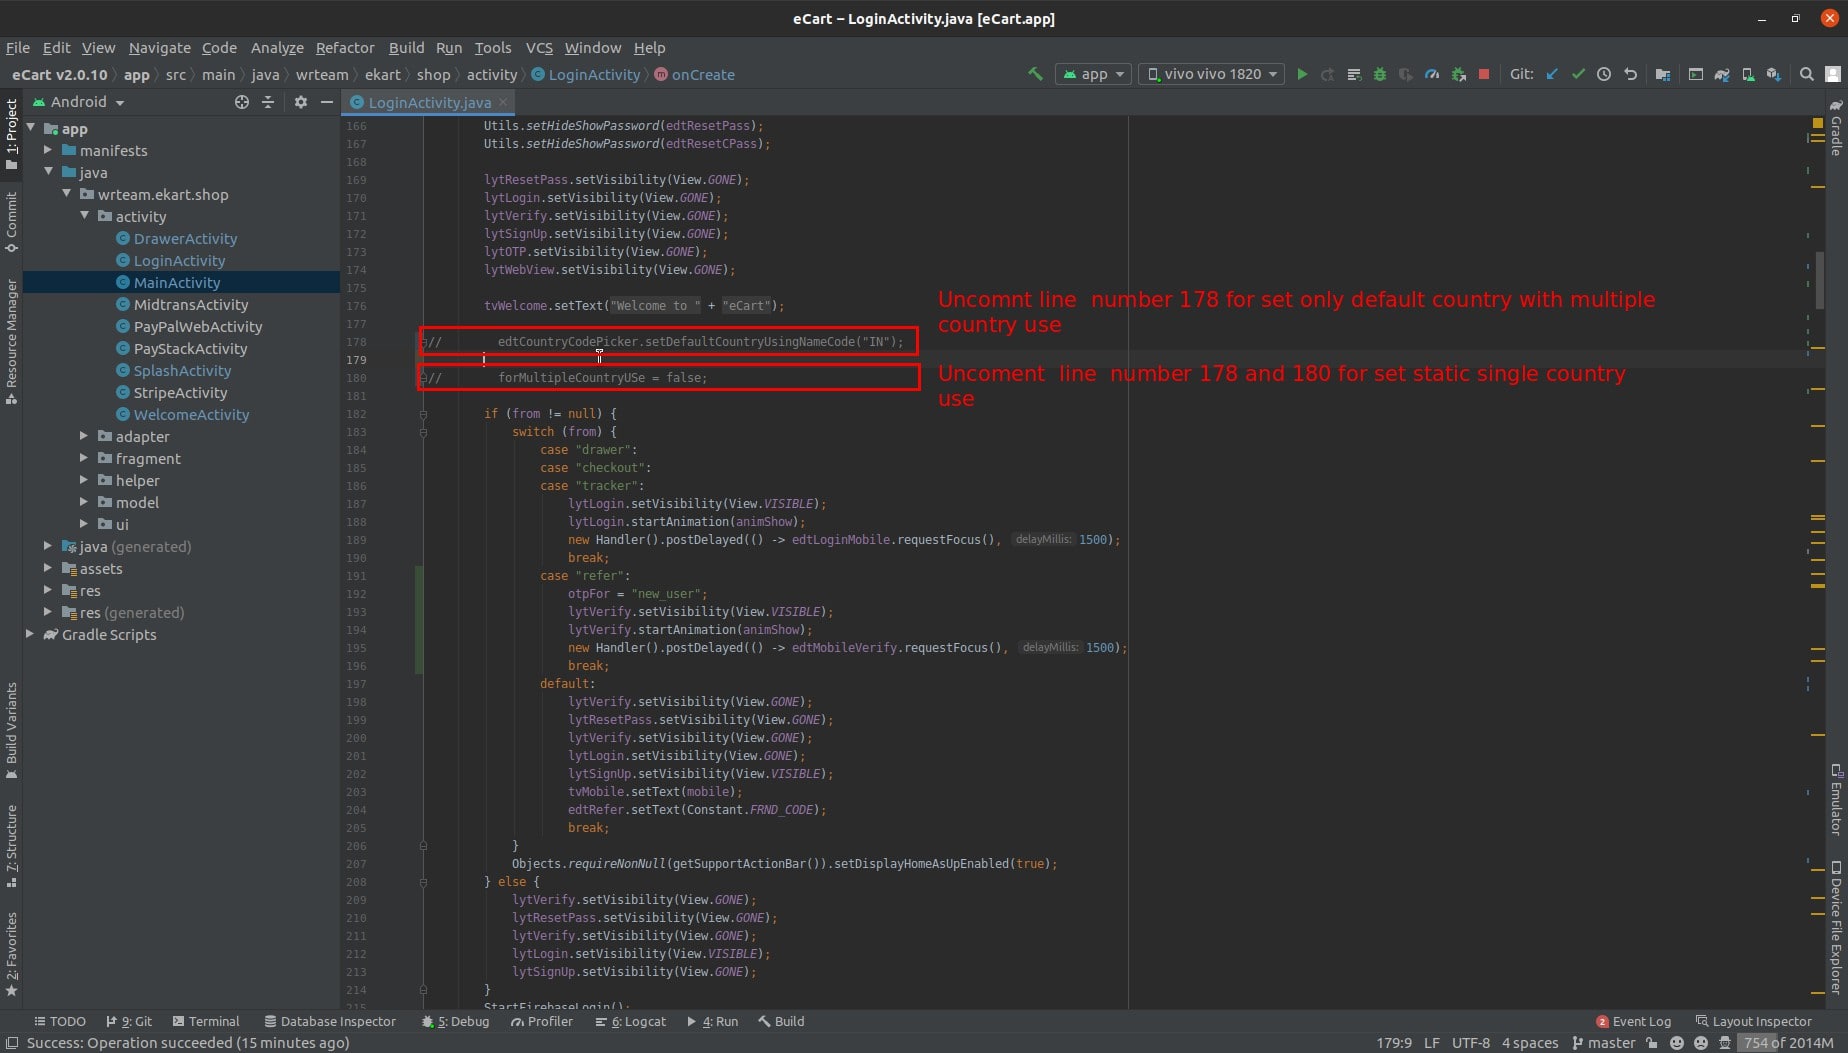 eCart – LoginActivity.java [eCart.app]
File Edit View Navigate Code Analyze Refactor Build Run Tools VCS Window Help
eCart v2.0.10 app src main java wrteam ekart shop activity LoginActivity onCreate app vivo vivo 1820 Git:
Android
LoginActivity.java
1: Project
Commit
Resource Manager
Build Variants
7: Structure
2: Favorites
app
manifests
java
wrteam.ekart.shop
activity
DrawerActivity
LoginActivity
MainActivity
MidtransActivity
PayPalWebActivity
PayStackActivity
SplashActivity
StripeActivity
WelcomeActivity
adapter
fragment
helper
model
ui
java (generated)
assets
res
res (generated)
Gradle Scripts
166 Utils.setHideShowPassword(edtResetPass);
167 Utils.setHideShowPassword(edtResetCPass);
168
169 lytResetPass.setVisibility(View.GONE);
170 lytLogin.setVisibility(View.GONE);
171 lytVerify.setVisibility(View.GONE);
172 lytSignUp.setVisibility(View.GONE);
173 lytOTP.setVisibility(View.GONE);
174 lytWebView.setVisibility(View.GONE);
175
176 tvWelcome.setText("Welcome to " + "eCart");
177
178 // edtCountryCodePicker.setDefaultCountryUsingNameCode("IN");
179
180 // forMultipleCountryUSe = false;
181
182 if (from != null) {
183 switch (from) {
184 case "drawer":
185 case "checkout":
186 case "tracker":
187 lytLogin.setVisibility(View.VISIBLE);
188 lytLogin.startAnimation(animShow);
189 new Handler().postDelayed(() -> edtLoginMobile.requestFocus(), delayMillis: 1500);
190 break;
191 case "refer":
192 otpFor = "new_user";
193 lytVerify.setVisibility(View.VISIBLE);
194 lytVerify.startAnimation(animShow);
195 new Handler().postDelayed(() -> edtMobileVerify.requestFocus(), delayMillis: 1500);
196 break;
197 default:
198 lytVerify.setVisibility(View.GONE);
199 lytResetPass.setVisibility(View.GONE);
200 lytVerify.setVisibility(View.GONE);
201 lytLogin.setVisibility(View.GONE);
202 lytSignUp.setVisibility(View.VISIBLE);
203 tvMobile.setText(mobile);
204 edtRefer.setText(Constant.FRND_CODE);
205 break;
206 }
207 Objects.requireNonNull(getSupportActionBar()).setDisplayHomeAsUpEnabled(true);
208 } else {
209 lytVerify.setVisibility(View.GONE);
210 lytResetPass.setVisibility(View.GONE);
211 lytVerify.setVisibility(View.GONE);
212 lytLogin.setVisibility(View.VISIBLE);
213 lytSignUp.setVisibility(View.GONE);
214 }
215 StartFirebaseLogin();
Uncomnt line number 178 for set only default country with multiple
country use
Uncoment line number 178 and 180 for set static single country
use
Gradle
Emulator
Device File Explorer
TODO 9: Git Terminal Database Inspector 5: Debug Profiler 6: Logcat 4: Run Build 2 Event Log Layout Inspector
Success: Operation succeeded (15 minutes ago) 179:9 LF UTF-8 4 spaces master 754 of 2014M